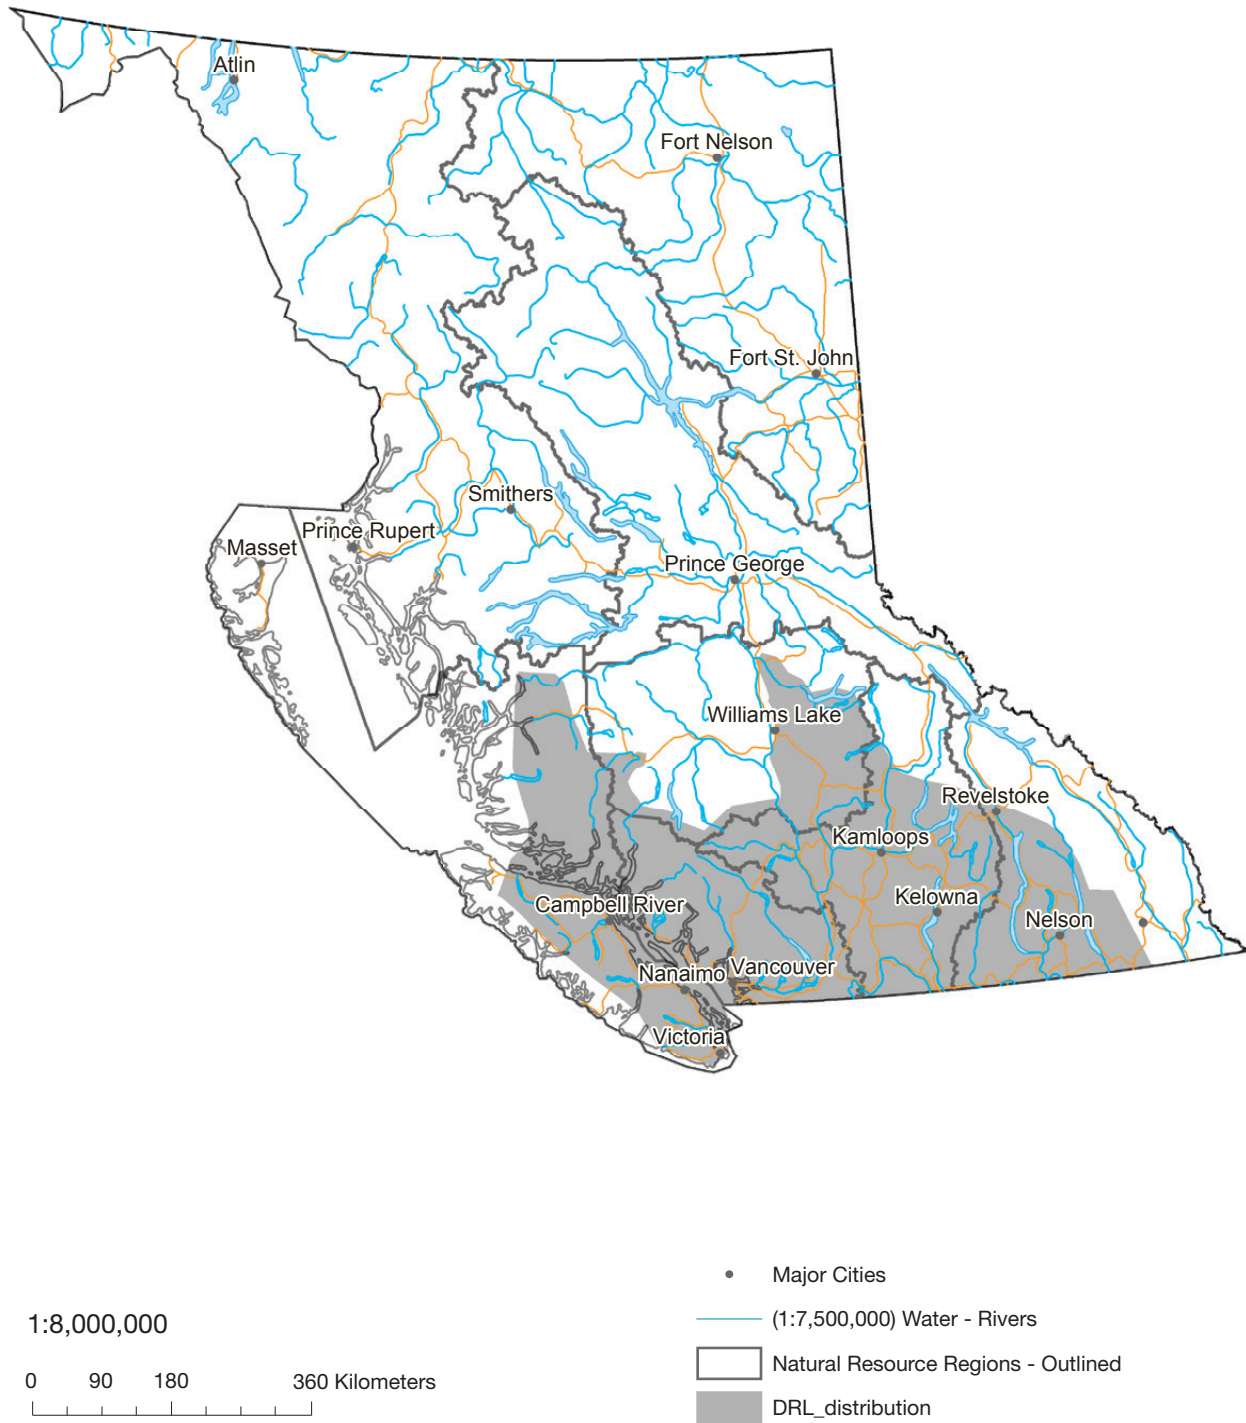 Atlin
Fort Nelson
Fort St. John
Smithers
Prince Rupert
Masset
Prince George
Williams Lake
Revelstoke
Kamloops
Kelowna
Campbell River
Nelson
Nanaimo
Vancouver
Victoria
1:8,000,000
0 90 180 360 Kilometers
Major Cities
(1:7,500,000) Water - Rivers
Natural Resource Regions - Outlined
DRL_distribution